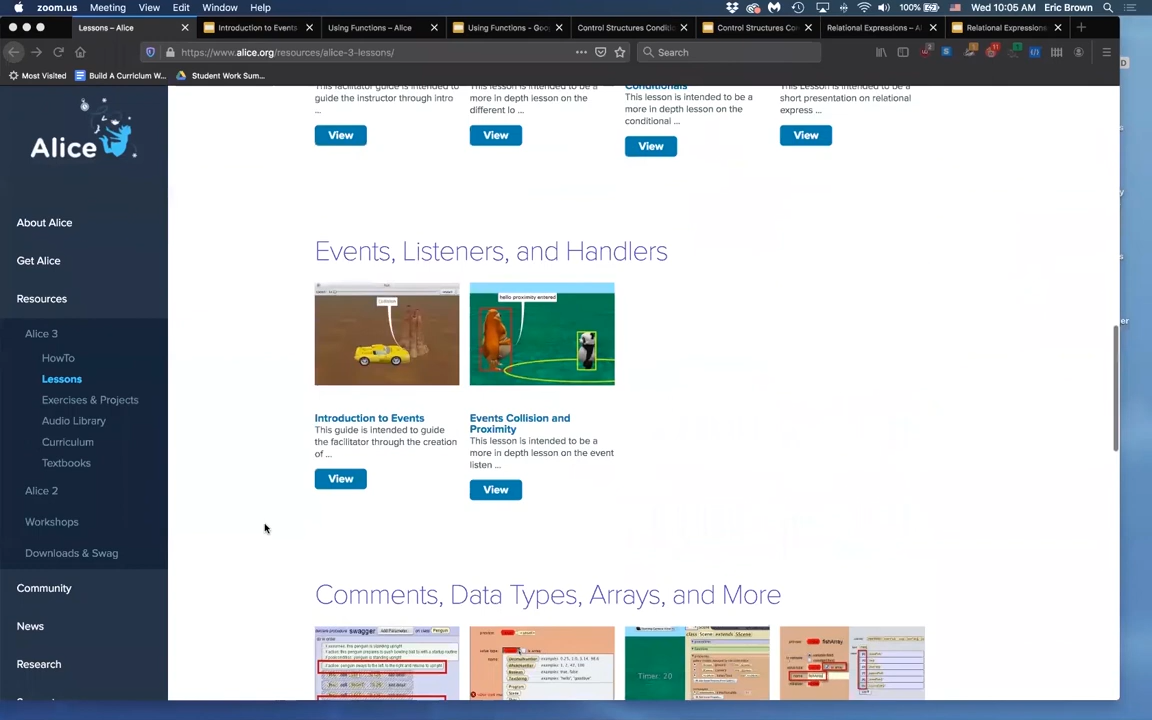 zoom.us Meeting View Edit Window Help 100% Wed 10:05 AM Eric Brown
Lessons – Alice
Introduction to Events
Using Functions – Alice
Using Functions - Goo
Control Structures Conditio
Control Structures Co
Relational Expressions – A
Relational Expressions
https://www.alice.org/resources/alice-3-lessons/
Search
Most Visited
Build A Curriculum W...
Student Work Sum...
Alice
About Alice
Get Alice
Resources
Alice 3
HowTo
Lessons
Exercises & Projects
Audio Library
Curriculum
Textbooks
Alice 2
Workshops
Downloads & Swag
Community
News
Research
This facilitator guide is intended to
guide the instructor through intro
...
View
more in depth lesson on the
different lo ...
View
Conditionals
This lesson is intended to be a
more in depth lesson on the
conditional ...
View
This Lesson is intended to be a
short presentation on relational
express ...
View
Events, Listeners, and Handlers
hello proximity entered
Introduction to Events
This guide is intended to guide
the facilitator through the creation
of ...
View
Events Collision and
Proximity
This lesson is intended to be a
more in depth lesson on the event
listen ...
View
Comments, Data Types, Arrays, and More
swagger
Timer: 20